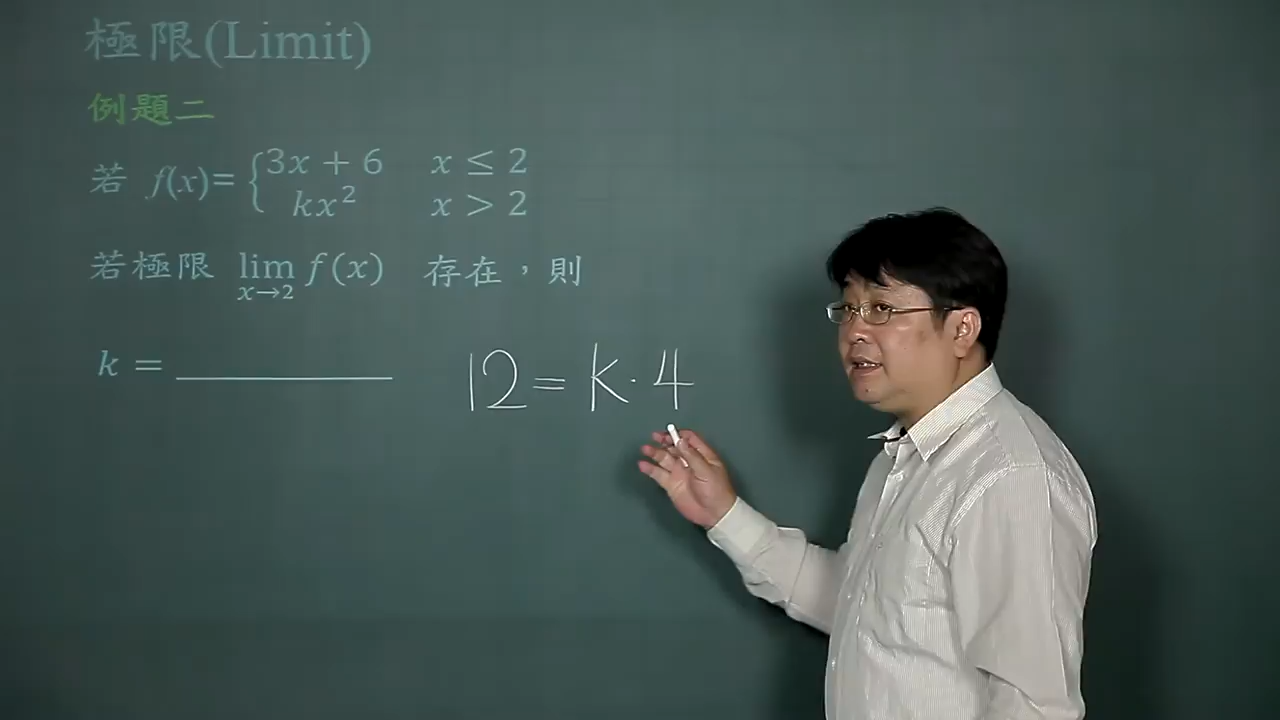 極限(Limit)
例題二
若 f(x)= { 3x + 6 x ≤ 2
kx² x > 2
若極限 lim x→2 f(x) 存在，則
k = ________ 12 = k · 4